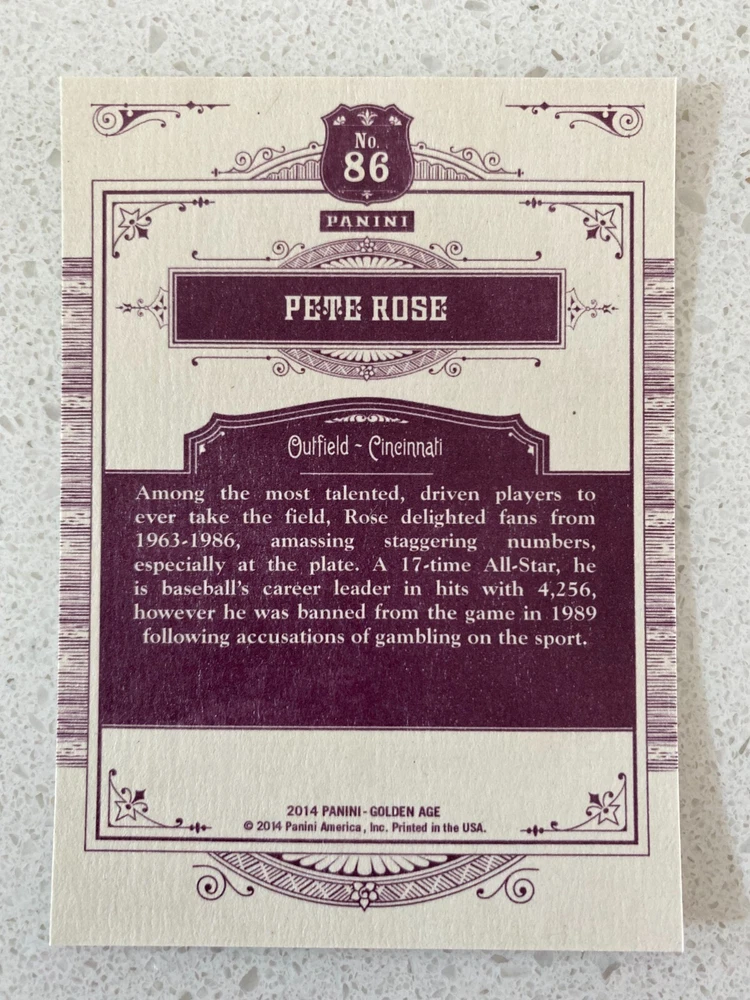 No.
86
PANINI
PETE ROSE
Outfield ~ Cincinnati
Among the most talented, driven players to
ever take the field, Rose delighted fans from
1963-1986, amassing staggering numbers,
especially at the plate. A 17-time All-Star, he
is baseball's career leader in hits with 4,256,
however he was banned from the game in 1989
following accusations of gambling on the sport.
2014 PANINI - GOLDEN AGE
© 2014 Panini America, Inc. Printed in the USA.